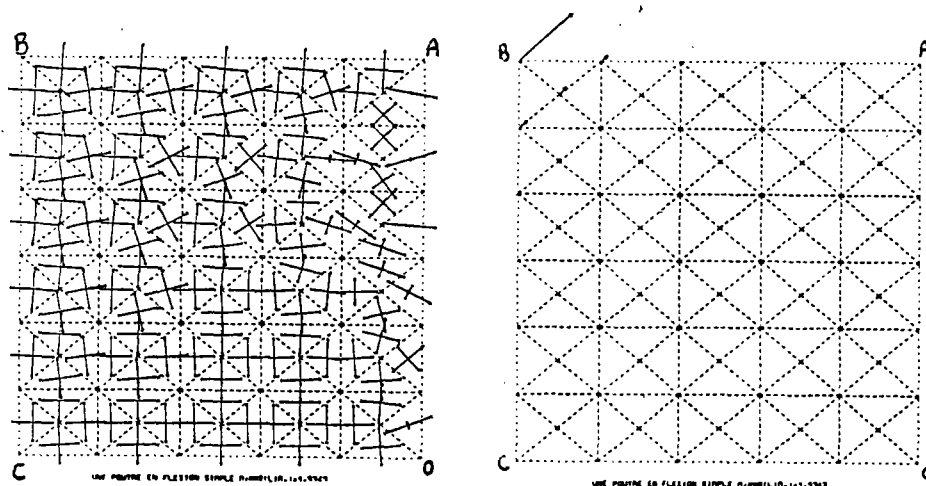 B A B A
C O C O
UNE POUTRE EN FLEXION SIMPLE
UNE POUTRE EN FLEXION SIMPLE